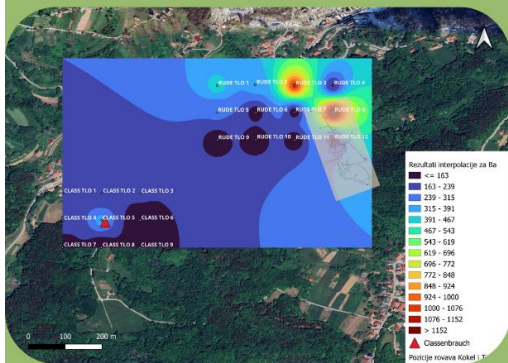 RUDE TLO 1 RUDE TLO 2 RUDE TLO 3 RUDE TLO 4
RUDE TLO 5 RUDE TLO 6 RUDE TLO 7 RUDE TLO 8
RUDE TLO 9 RUDE TLO 10 RUDE TLO 11 RUDE TLO 12
CLASS TLO 1 CLASS TLO 2 CLASS TLO 3
CLASS TLO 4 CLASS TLO 5 CLASS TLO 6
CLASS TLO 7 CLASS TLO 8 CLASS TLO 9
Rezultati interpolacije za Ba
<= 163
163 - 239
239 - 315
315 - 391
391 - 467
467 - 543
543 - 619
619 - 696
696 - 772
772 - 848
848 - 924
924 - 1000
1000 - 1076
1076 - 1152
> 1152
Classenbrauch
Pozicije rovava Kokel i T
0 100 200 m